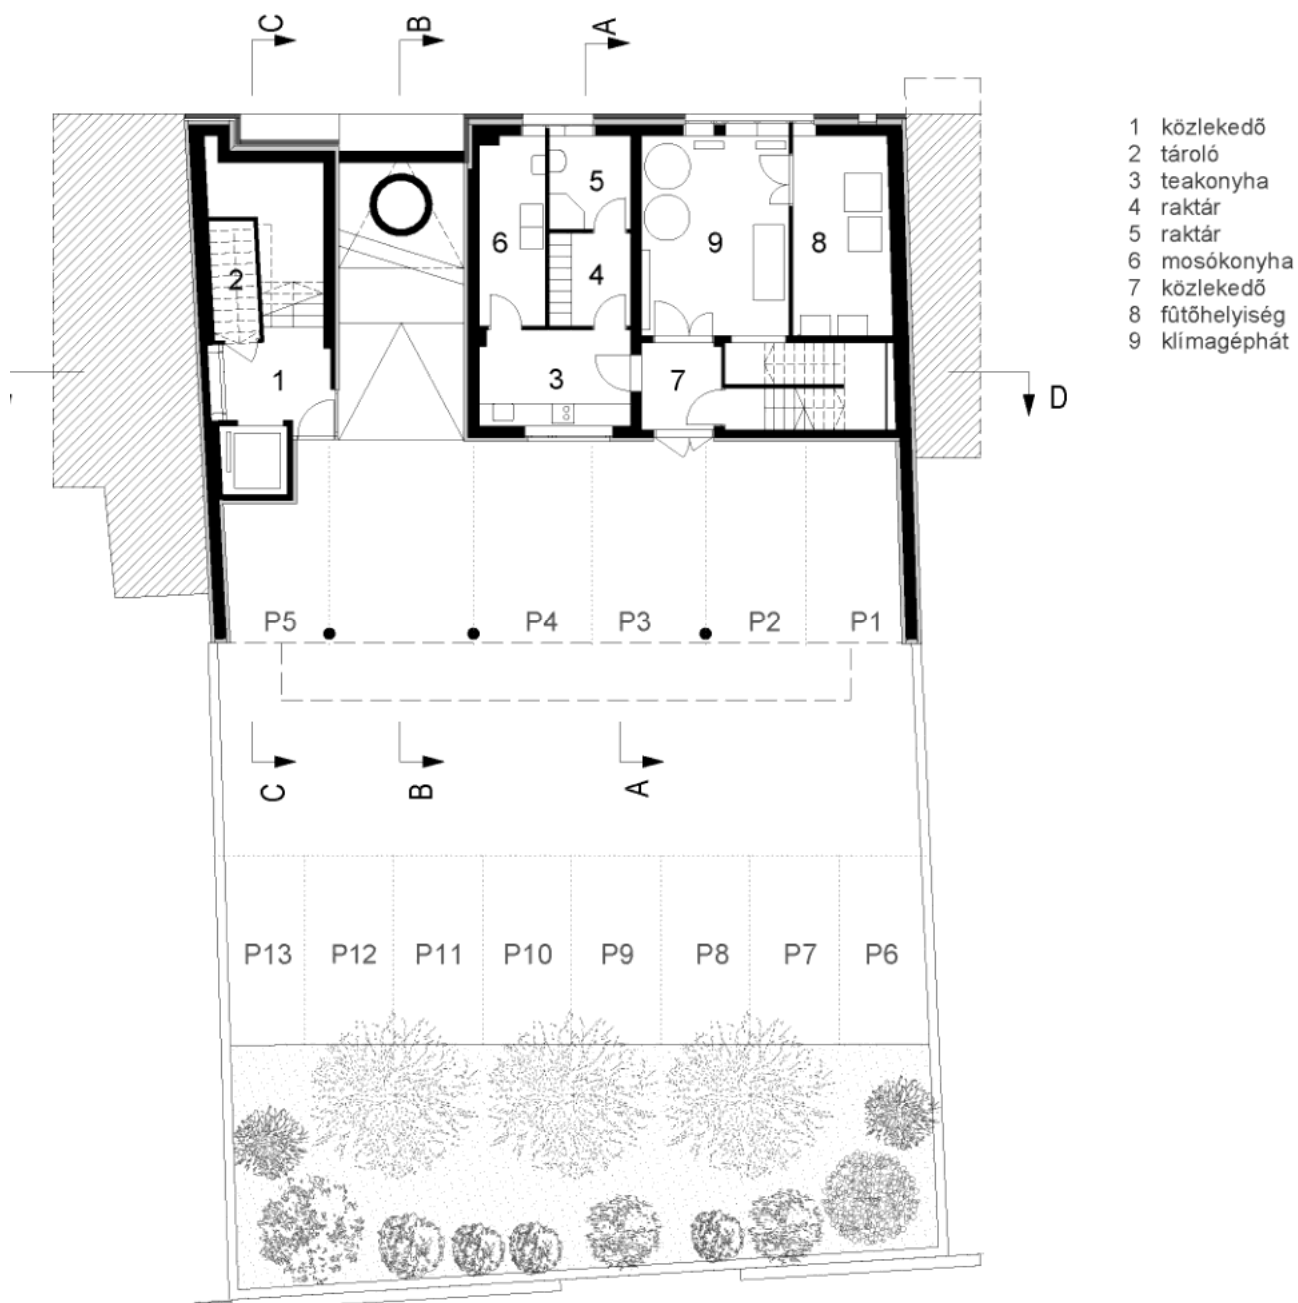 C B A
1 közlekedő
2 tároló
3 teakonyha
4 raktár
5 raktár
6 mosókonyha
7 közlekedő
8 fûtőhelyiség
9 klímagéphát
5
6 9 8
2 4
1 3 7
D
P5 P4 P3 P2 P1
C B A
P13 P12 P11 P10 P9 P8 P7 P6